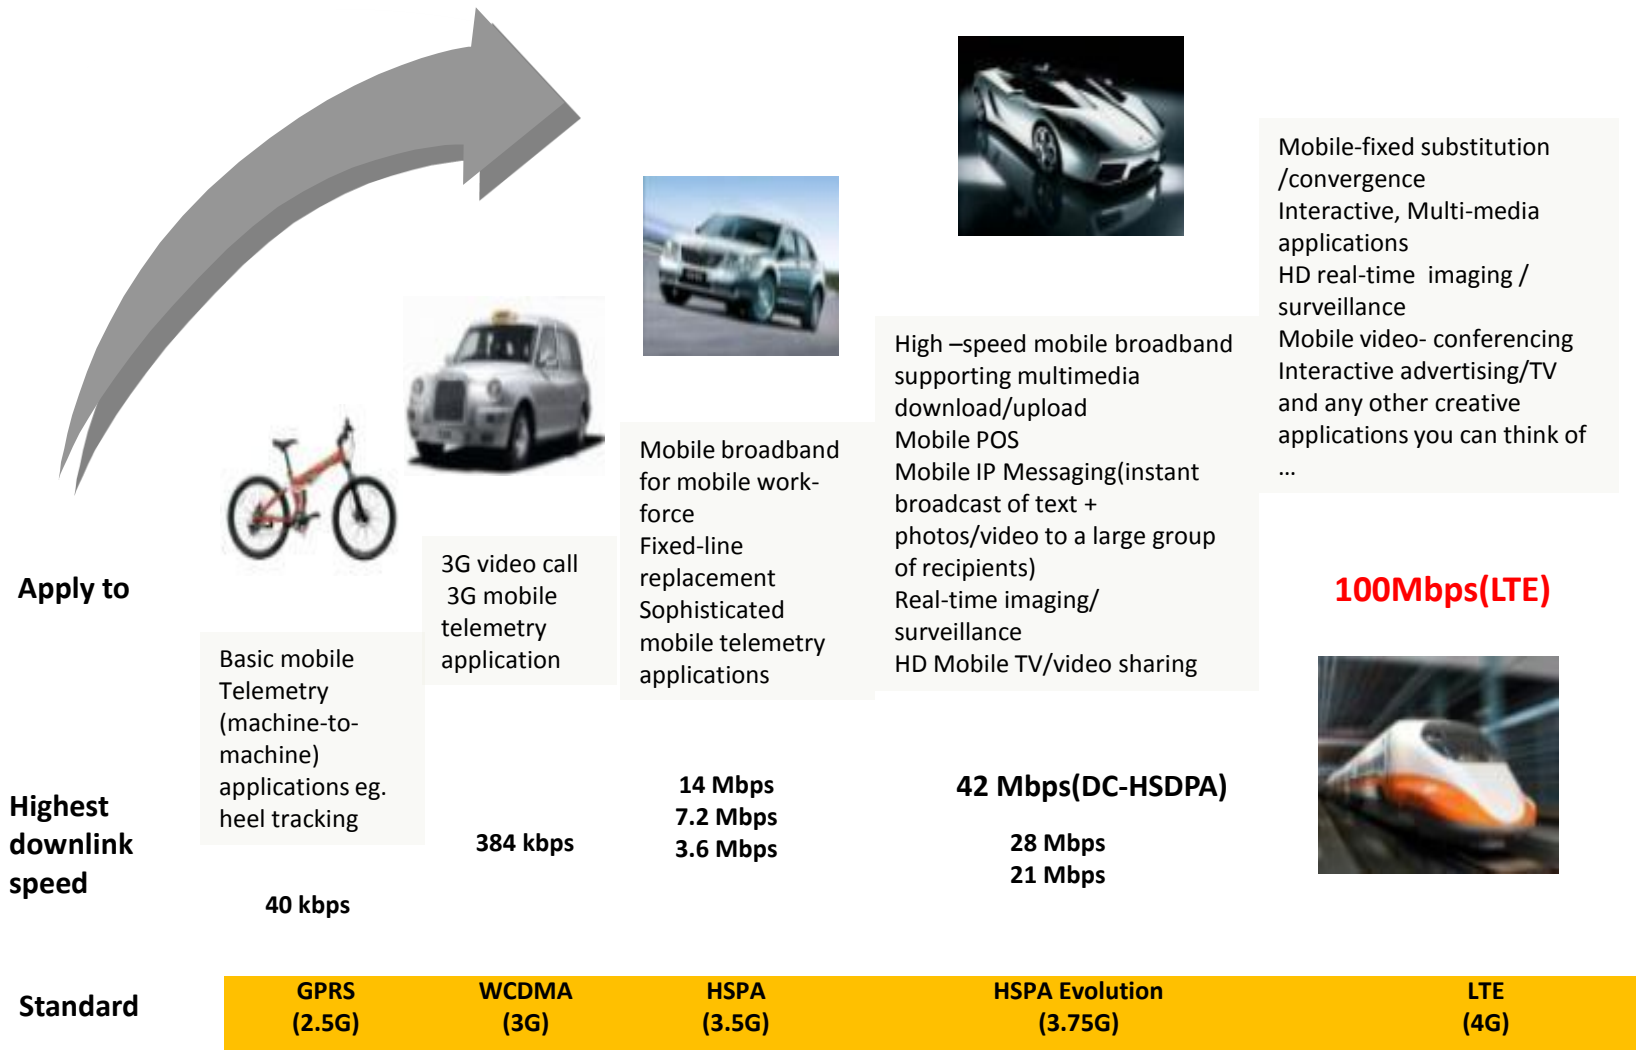 Apply to
Basic mobile
Telemetry
(machine-to-
machine)
applications eg.
heel tracking
3G video call
3G mobile
telemetry
application
Mobile broadband
for mobile work-
force
Fixed-line
replacement
Sophisticated
mobile telemetry
applications
High –speed mobile broadband
supporting multimedia
download/upload
Mobile POS
Mobile IP Messaging(instant
broadcast of text +
photos/video to a large group
of recipients)
Real-time imaging/
surveillance
HD Mobile TV/video sharing
Mobile-fixed substitution
/convergence
Interactive, Multi-media
applications
HD real-time imaging /
surveillance
Mobile video- conferencing
Interactive advertising/TV
and any other creative
applications you can think of
...
Highest
downlink
speed
40 kbps
384 kbps
14 Mbps
7.2 Mbps
3.6 Mbps
42 Mbps(DC-HSDPA)
28 Mbps
21 Mbps
100Mbps(LTE)
Standard
GPRS
(2.5G)
WCDMA
(3G)
HSPA
(3.5G)
HSPA Evolution
(3.75G)
LTE
(4G)